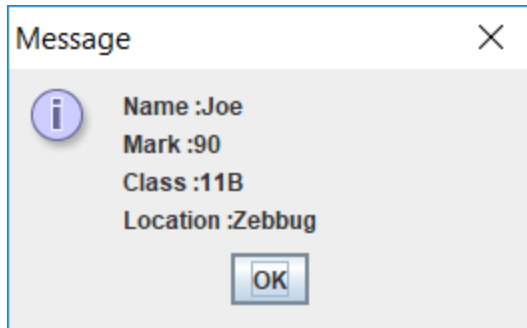 Message
Name :Joe
Mark :90
Class :11B
Location :Zebbug
OK